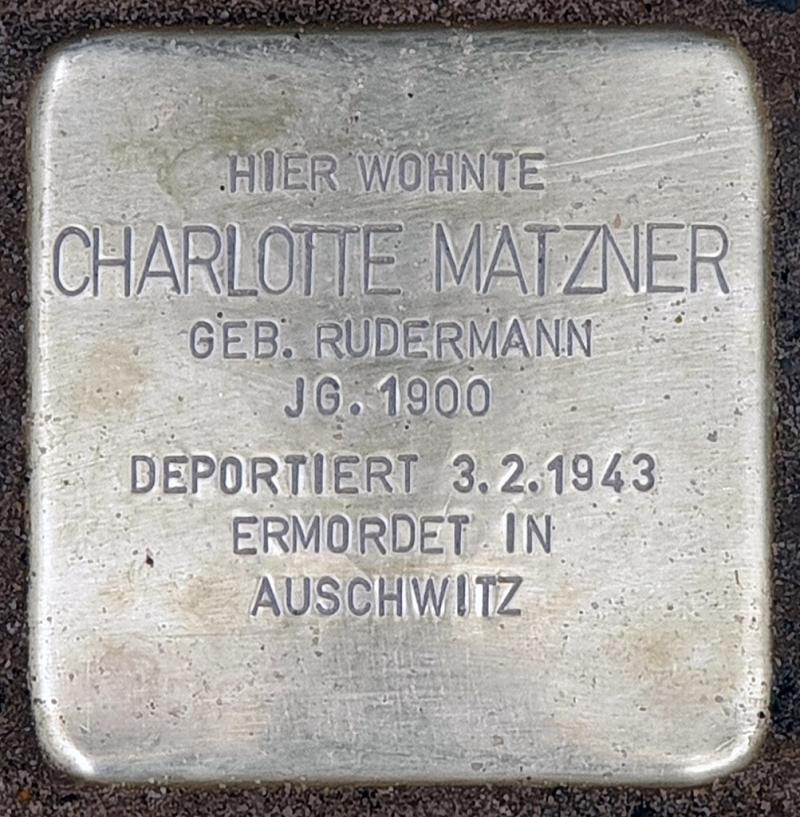 HIER WOHNTE
CHARLOTTE MATZNER
GEB. RUDERMANN
JG. 1900
DEPORTIERT 3.2.1943
ERMORDET IN
AUSCHWITZ